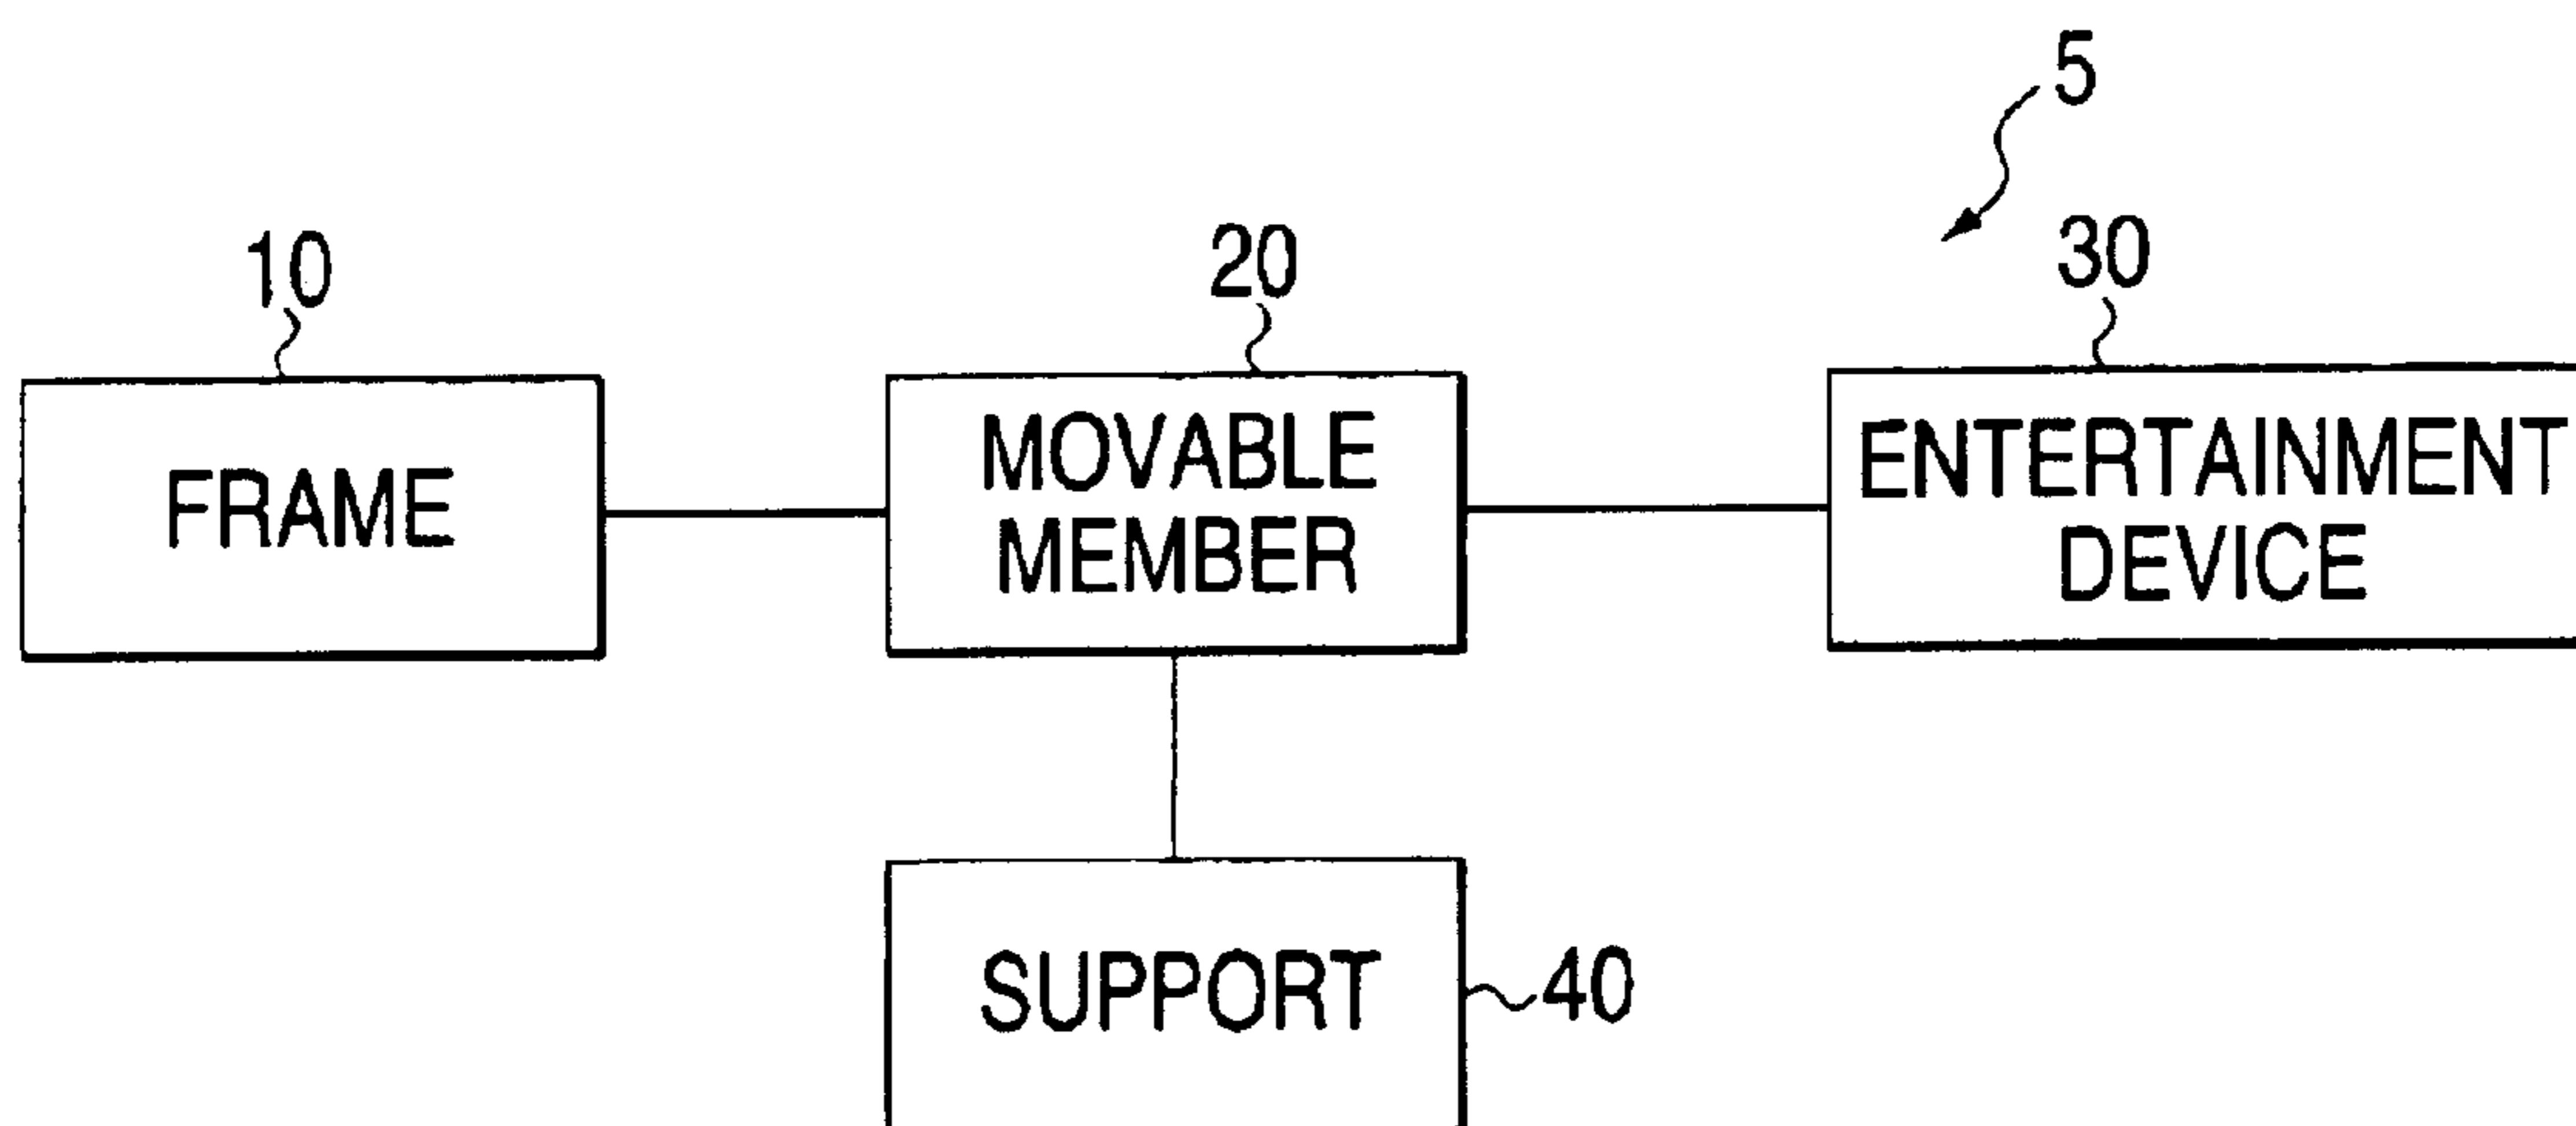 5
10
20
30
FRAME
MOVABLE
MEMBER
ENTERTAINMENT
DEVICE
SUPPORT
40